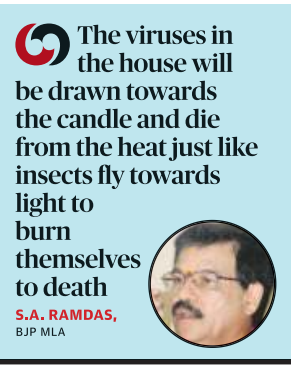 The viruses in
the house will
be drawn towards
the candle and die
from the heat just like
insects fly towards
light to
burn
themselves
to death
S.A. RAMDAS,
BJP MLA